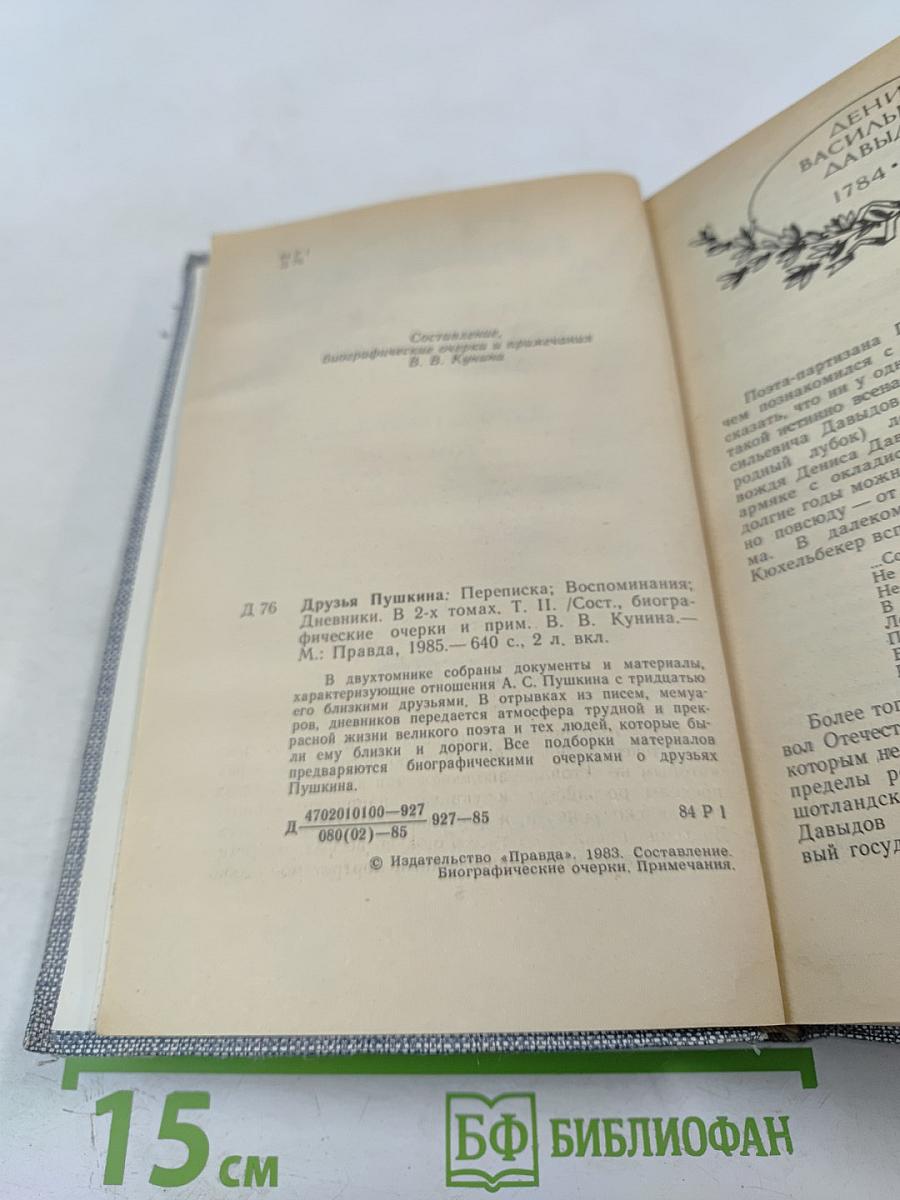 Составление,
биографические очерки и примечания
В. В. Кунина
Д 76
Друзья Пушкина: Переписка; Воспоминания;
Дневники. В 2-х томах. Т. II. /Сост., биогра-
фические очерки и прим. В. В. Кунина.—
М.: Правда, 1985.— 640 с., 2 л. вкл.
В двухтомнике собраны документы и материалы,
характеризующие отношения А. С. Пушкина с тридцатью
его близкими друзьями. В отрывках из писем, мемуа-
ров, дневников передается атмосфера трудной и прек-
расной жизни великого поэта и тех людей, которые бы-
ли ему близки и дороги. Все подборки материалов
предваряются биографическими очерками о друзьях
Пушкина.
Д 4702010100—927
080(02)—85
927—85
84 Р 1
© Издательство «Правда». 1983. Составление.
Биографические очерки. Примечания.
ДЕНИ
ВАСИЛЬ
ДАВЫД
1784 •
Поэта-партизана
чем познакомился с
сказать, что ни у одн
такой истинно всена
сильевича Давыдов
родный лубок)
вождя Дениса Дав
армяке с окладис
долгие годы можн
но повсюду — от
ма. В далеком
Кюхельбекер всп
...Со
Не
Не
В
Более тог
вол Отечест
которым не
пределы р
шотландск
Давыдов
вый госуд
15 см
БФ БИБЛИОФАН